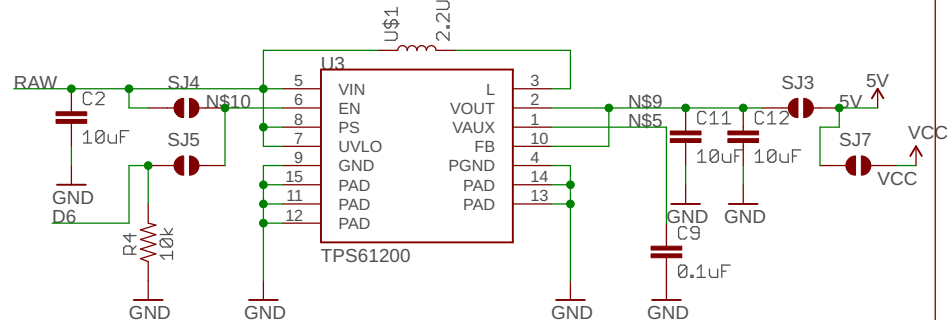 U$1
2.2U
U3
RAW
C2
10uF
GND
D6
SJ4
N$10
SJ5
R4
10k
GND
GND
5 VIN
6 EN
8 PS
7 UVLO
9 GND
15 PAD
11 PAD
12 PAD
L 3
VOUT 2
VAUX 1
FB 10
PGND 4
PAD 14
PAD 13
TPS61200
GND
N$9
N$5
C11
10uF
GND
C12
10uF
GND
C9
0.1uF
GND
SJ3
5V
5V
SJ7
VCC
VCC